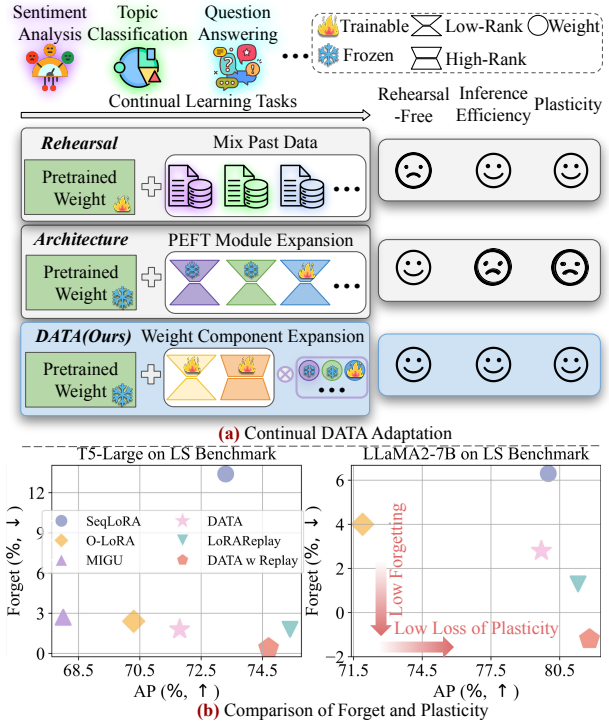 Sentiment Analysis
Topic Classification
Question Answering
...
Trainable Low-Rank Weight
Frozen High-Rank
Continual Learning Tasks
Rehearsal -Free
Inference Efficiency
Plasticity
Rehearsal
Mix Past Data
Pretrained Weight
...
Architecture
PEFT Module Expansion
Pretrained Weight
...
DATA(Ours) Weight Component Expansion
Pretrained Weight
...
(a) Continual DATA Adaptation
T5-Large on LS Benchmark
Forget (%, ↓)
12
9
6
3
0
SeqLoRA
O-LoRA
MIGU
DATA
LoRAReplay
DATA w Replay
68.5 70.5 72.5 74.5
AP (%, ↑)
LLaMA2-7B on LS Benchmark
Forget (%, ↓)
6
4
2
0
−2
Low Forgetting
Low Loss of Plasticity
71.5 74.5 77.5 80.5
AP (%, ↑)
(b) Comparison of Forget and Plasticity